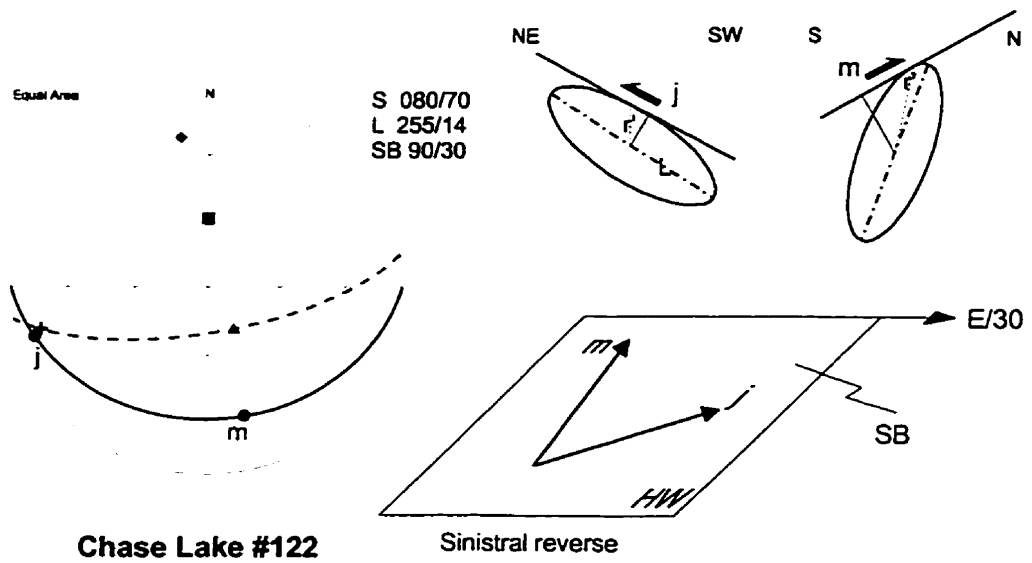 Equal Area
N
S 080/70
L 255/14
SB 90/30
j
m
NE
SW
j
r'
r
S
N
m
r'
m
j
HW
E/30
SB
Chase Lake #122
Sinistral reverse